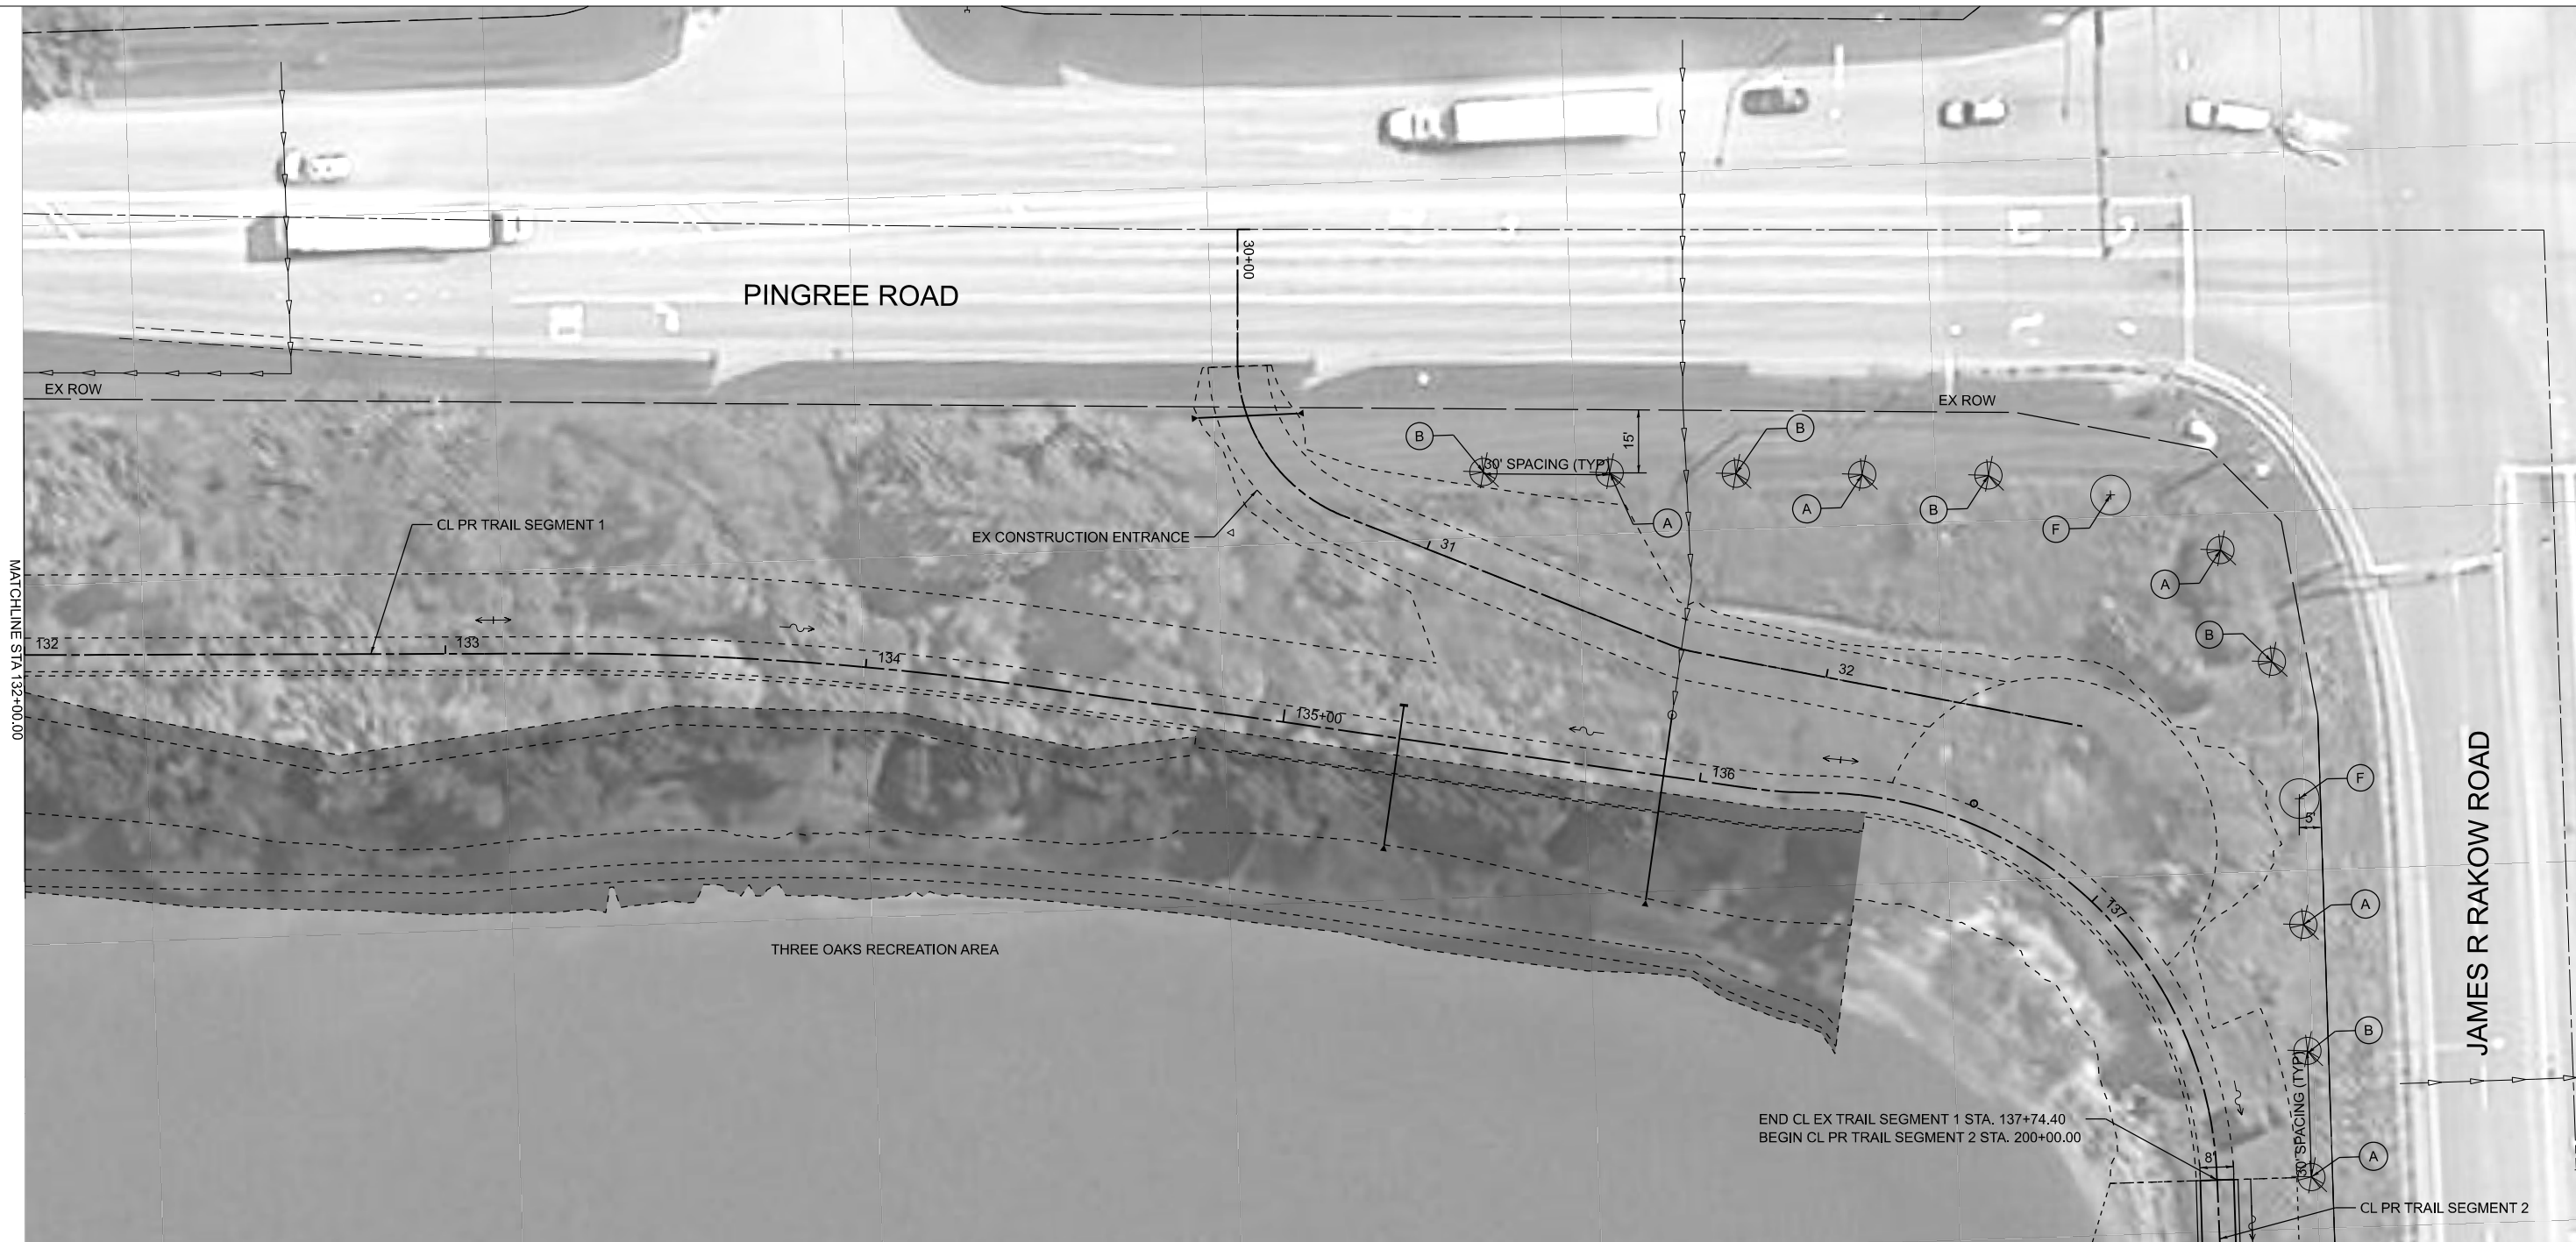 30+00
PINGREE ROAD
EX ROW
EX ROW
B
B
15'
30' SPACING (TYP)
A
A
B
F
CL PR TRAIL SEGMENT 1
EX CONSTRUCTION ENTRANCE
31
A
MATCHLINE STA 132+00.00
132
133
134
B
32
135+00
136
F
5'
JAMES R RAKOW ROAD
137
A
THREE OAKS RECREATION AREA
B
30' SPACING (TYP)
END CL EX TRAIL SEGMENT 1 STA. 137+74.40
BEGIN CL PR TRAIL SEGMENT 2 STA. 200+00.00
8'
A
CL PR TRAIL SEGMENT 2